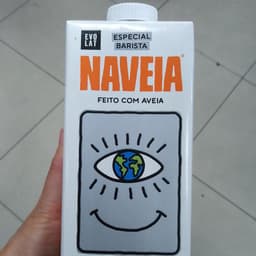 EVO
LAT
ESPECIAL
BARISTA
NAVEIA
FEITO COM AVEIA